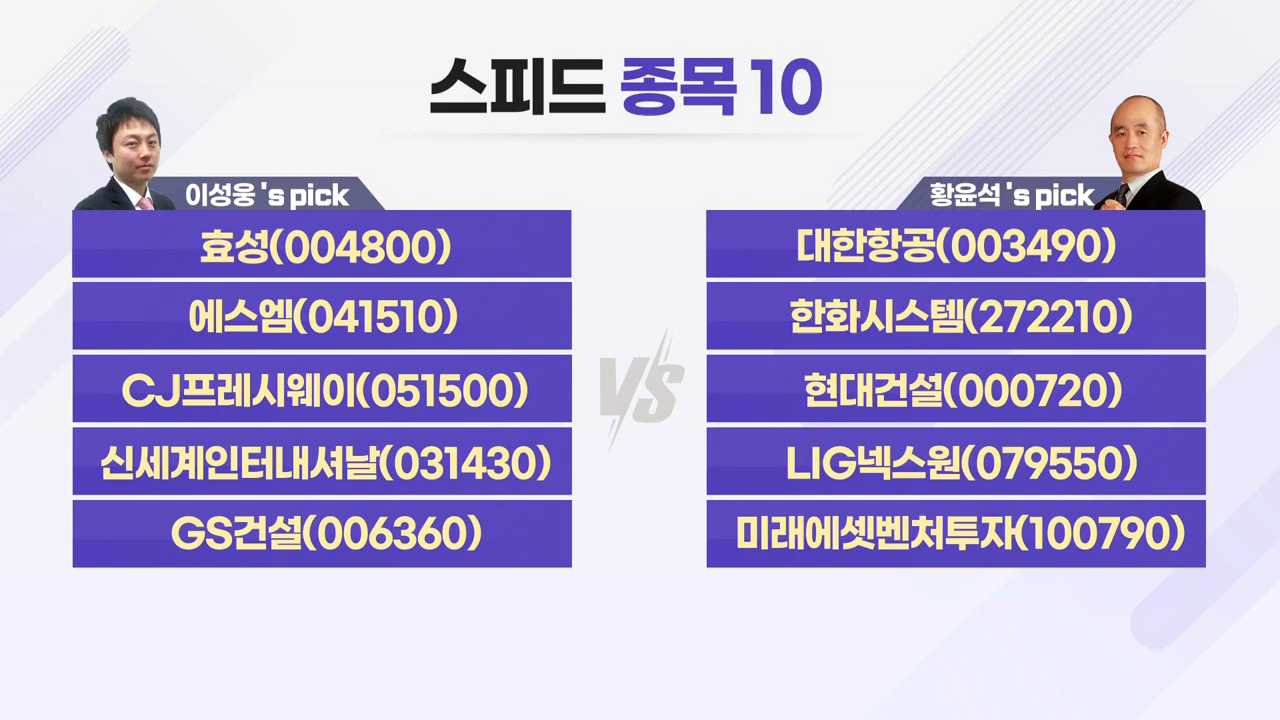 스피드 종목 10
이성웅 's pick
효성(004800)
에스엠(041510)
CJ프레시웨이(051500)
신세계인터내셔날(031430)
GS건설(006360)
VS
황윤석 's pick
대한항공(003490)
한화시스템(272210)
현대건설(000720)
LIG넥스원(079550)
미래에셋벤처투자(100790)